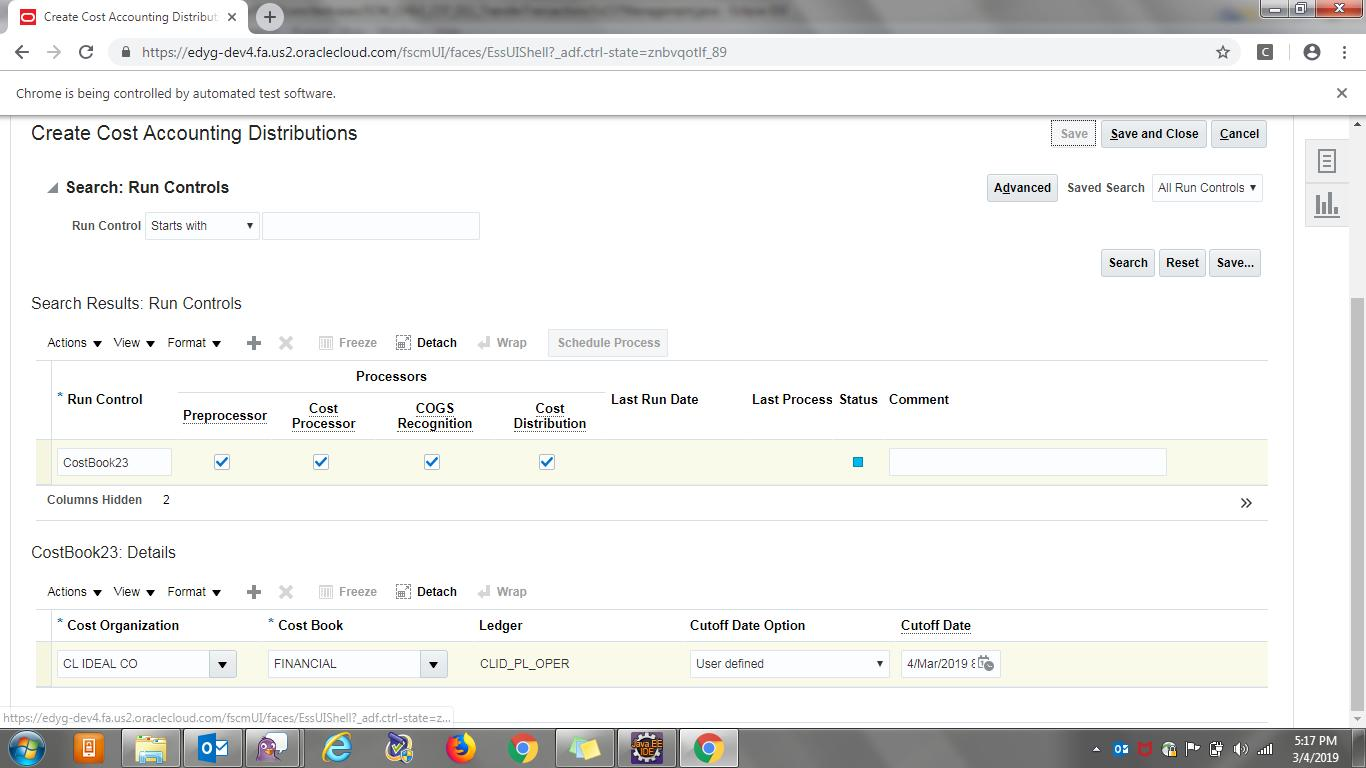 Create Cost Accounting Distribut
https://edyg-dev4.fa.us2.oraclecloud.com/fscmUI/faces/EssUIShell?_adf.ctrl-state=znbvqotlf_89
C
Chrome is being controlled by automated test software.
Create Cost Accounting Distributions
Save Save and Close Cancel
Search: Run Controls
Advanced Saved Search All Run Controls
Run Control Starts with
Search Reset Save...
Search Results: Run Controls
Actions View Format Freeze Detach Wrap Schedule Process
Processors
* Run Control Preprocessor Cost Processor COGS Recognition Cost Distribution Last Run Date Last Process Status Comment
CostBook23
Columns Hidden 2
CostBook23: Details
Actions View Format Freeze Detach Wrap
* Cost Organization * Cost Book Ledger Cutoff Date Option Cutoff Date
CL IDEAL CO FINANCIAL CLID_PL_OPER User defined 4/Mar/2019
https://edyg-dev4.fa.us2.oraclecloud.com/fscmUI/faces/EssUIShell?_adf.ctrl-state=z...
Java EE
IDE
5:17 PM
3/4/2019